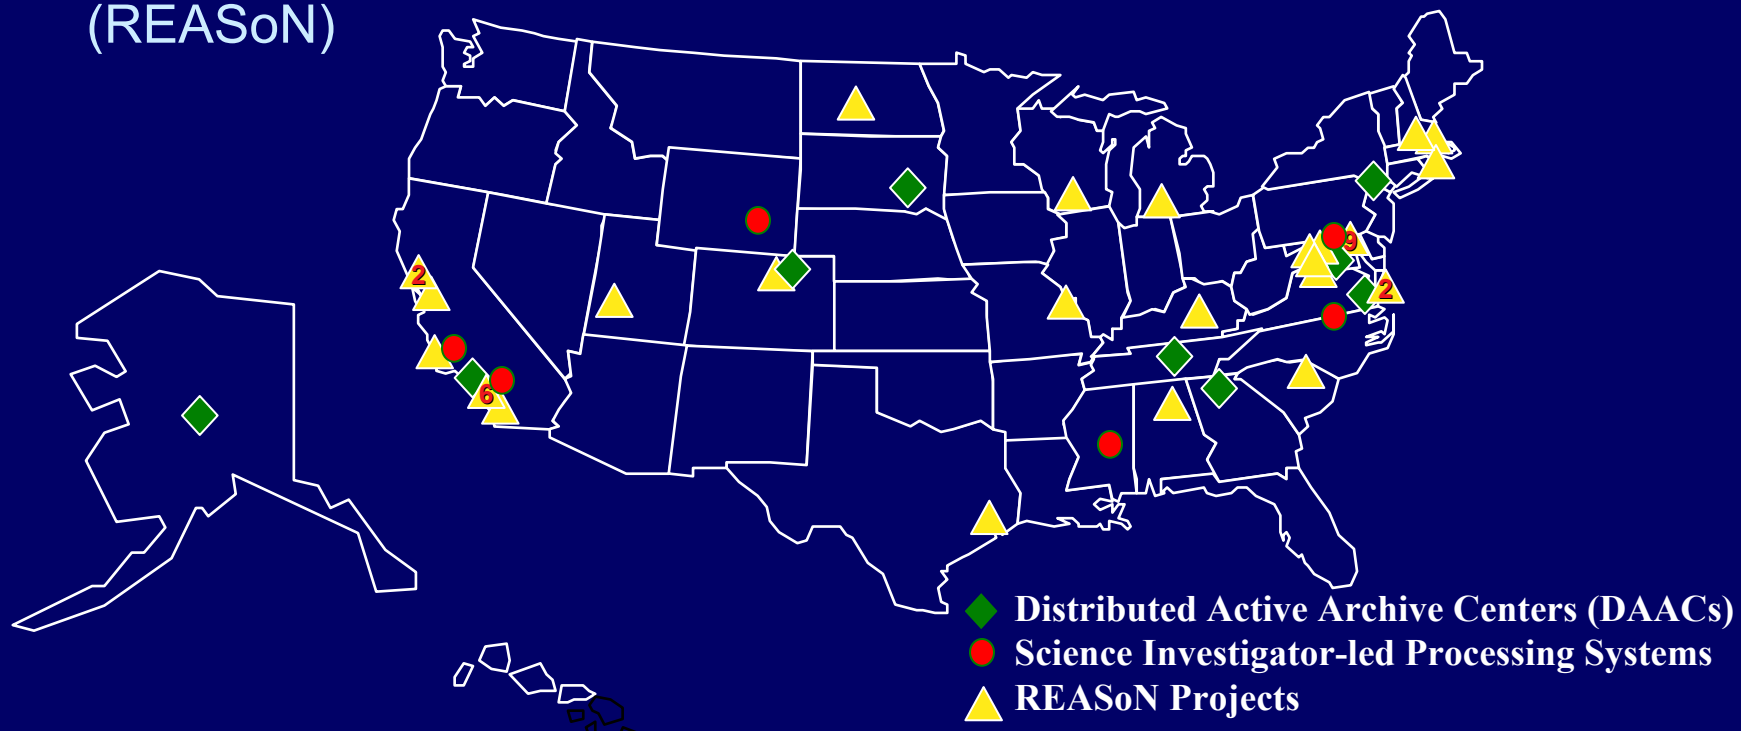 (REASoN)
9
2
2
6
Distributed Active Archive Centers (DAACs)
Science Investigator-led Processing Systems
REASoN Projects